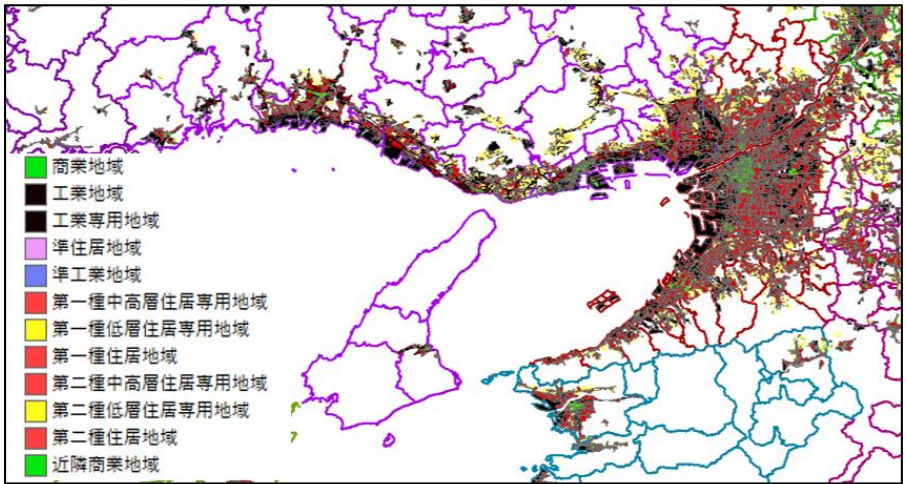 商業地域
工業地域
工業専用地域
準住居地域
準工業地域
第一種中高層住居専用地域
第一種低層住居専用地域
第一種住居地域
第二種中高層住居専用地域
第二種低層住居専用地域
第二種住居地域
近隣商業地域